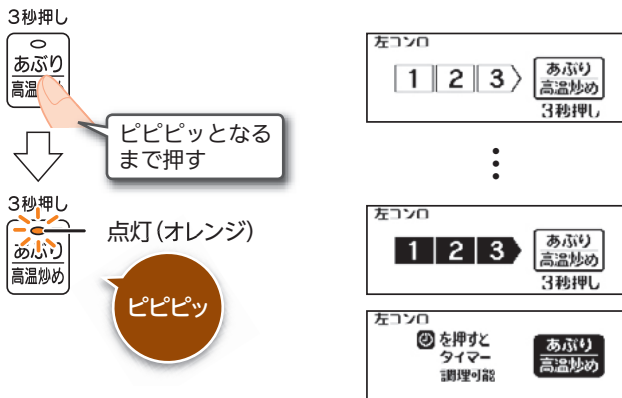 3秒押し
あぶり
高温
ピピピッとなる
まで押す
3秒押し
あぶり
高温炒め
点灯(オレンジ)
ピピピッ
左コンロ
1 2 3
あぶり
高温炒め
3秒押し
左コンロ
1 2 3
あぶり
高温炒め
3秒押し
左コンロ
を押すと
タイマー
調理可能
あぶり
高温炒め